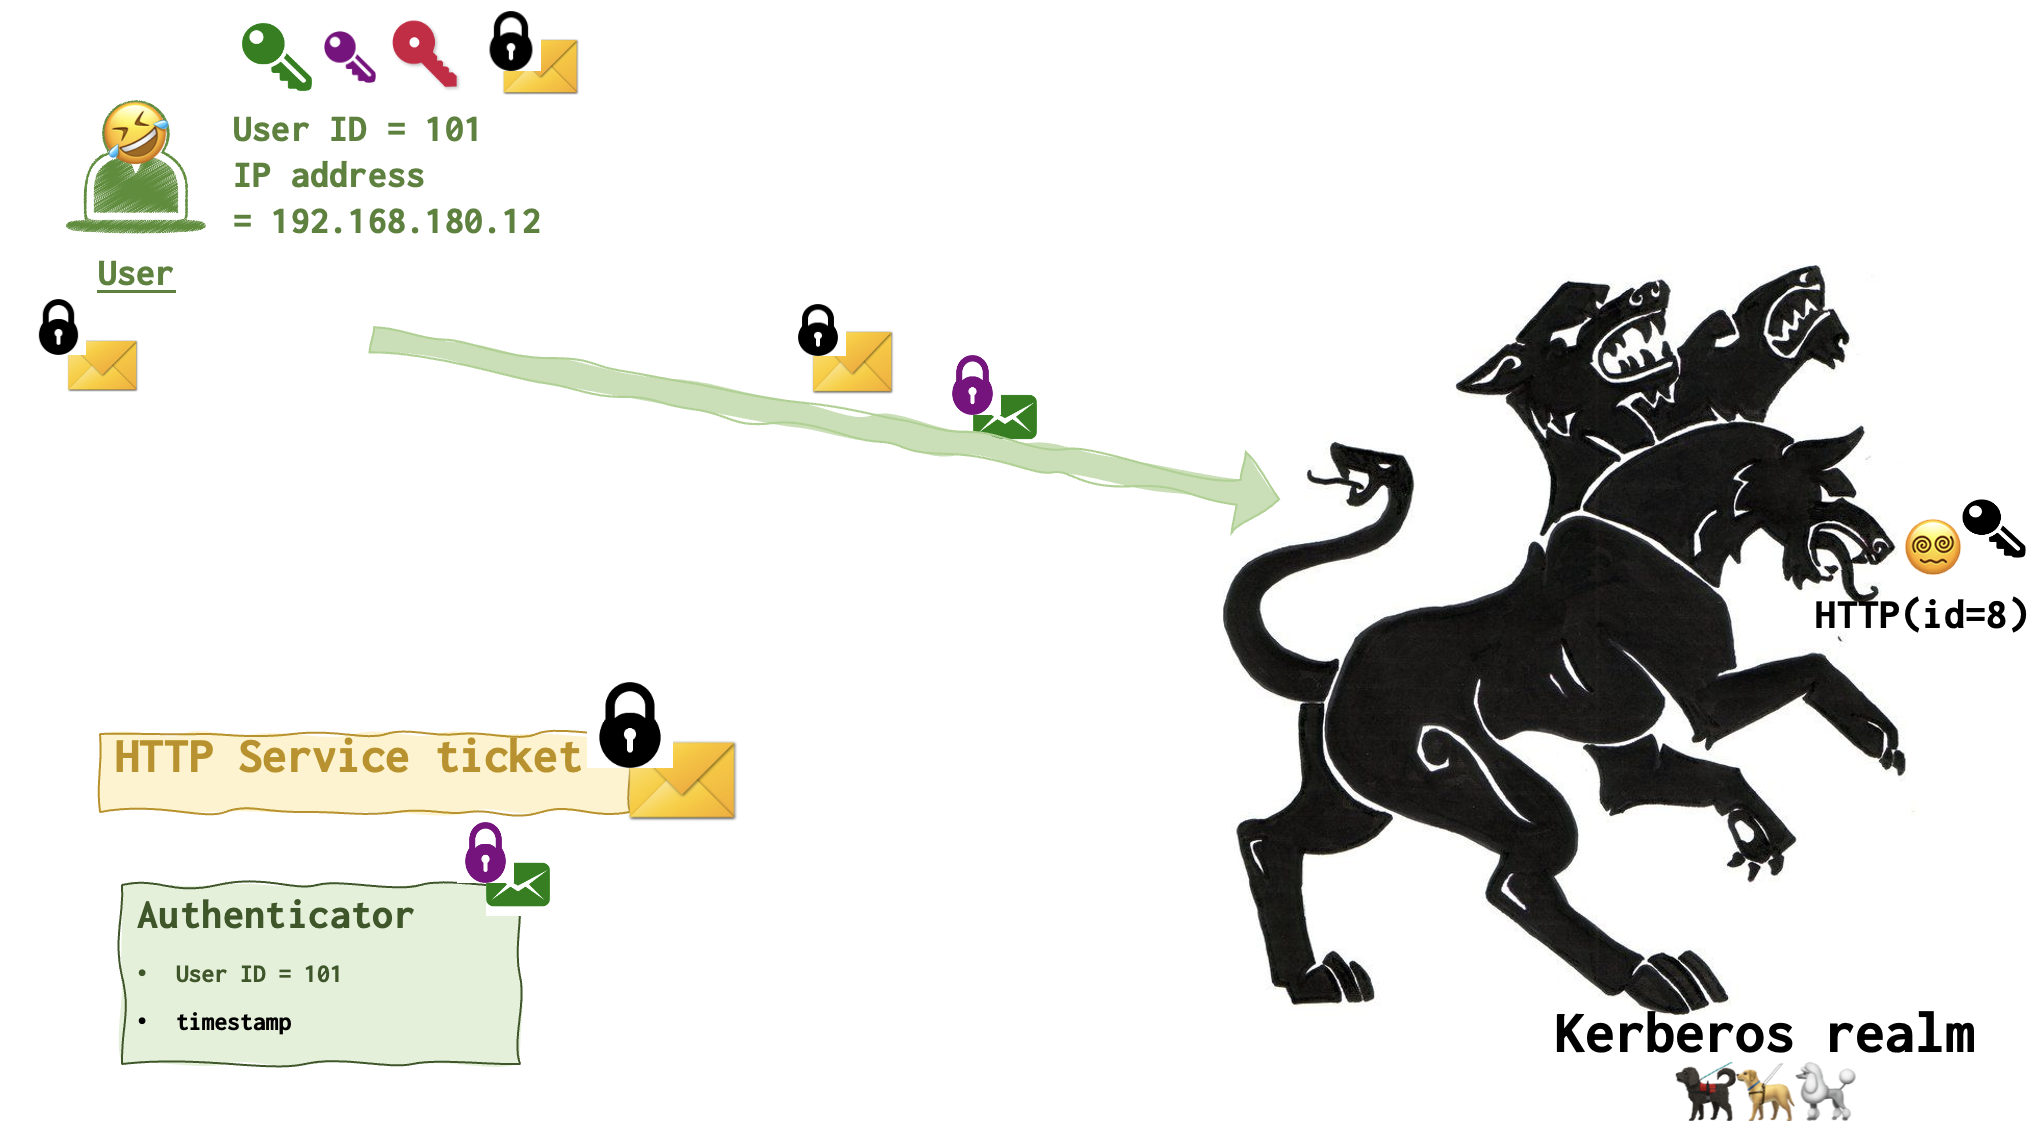 User ID = 101
IP address
= 192.168.180.12
User
HTTP(id=8)
HTTP Service ticket
Authenticator
• User ID = 101
• timestamp
Kerberos realm